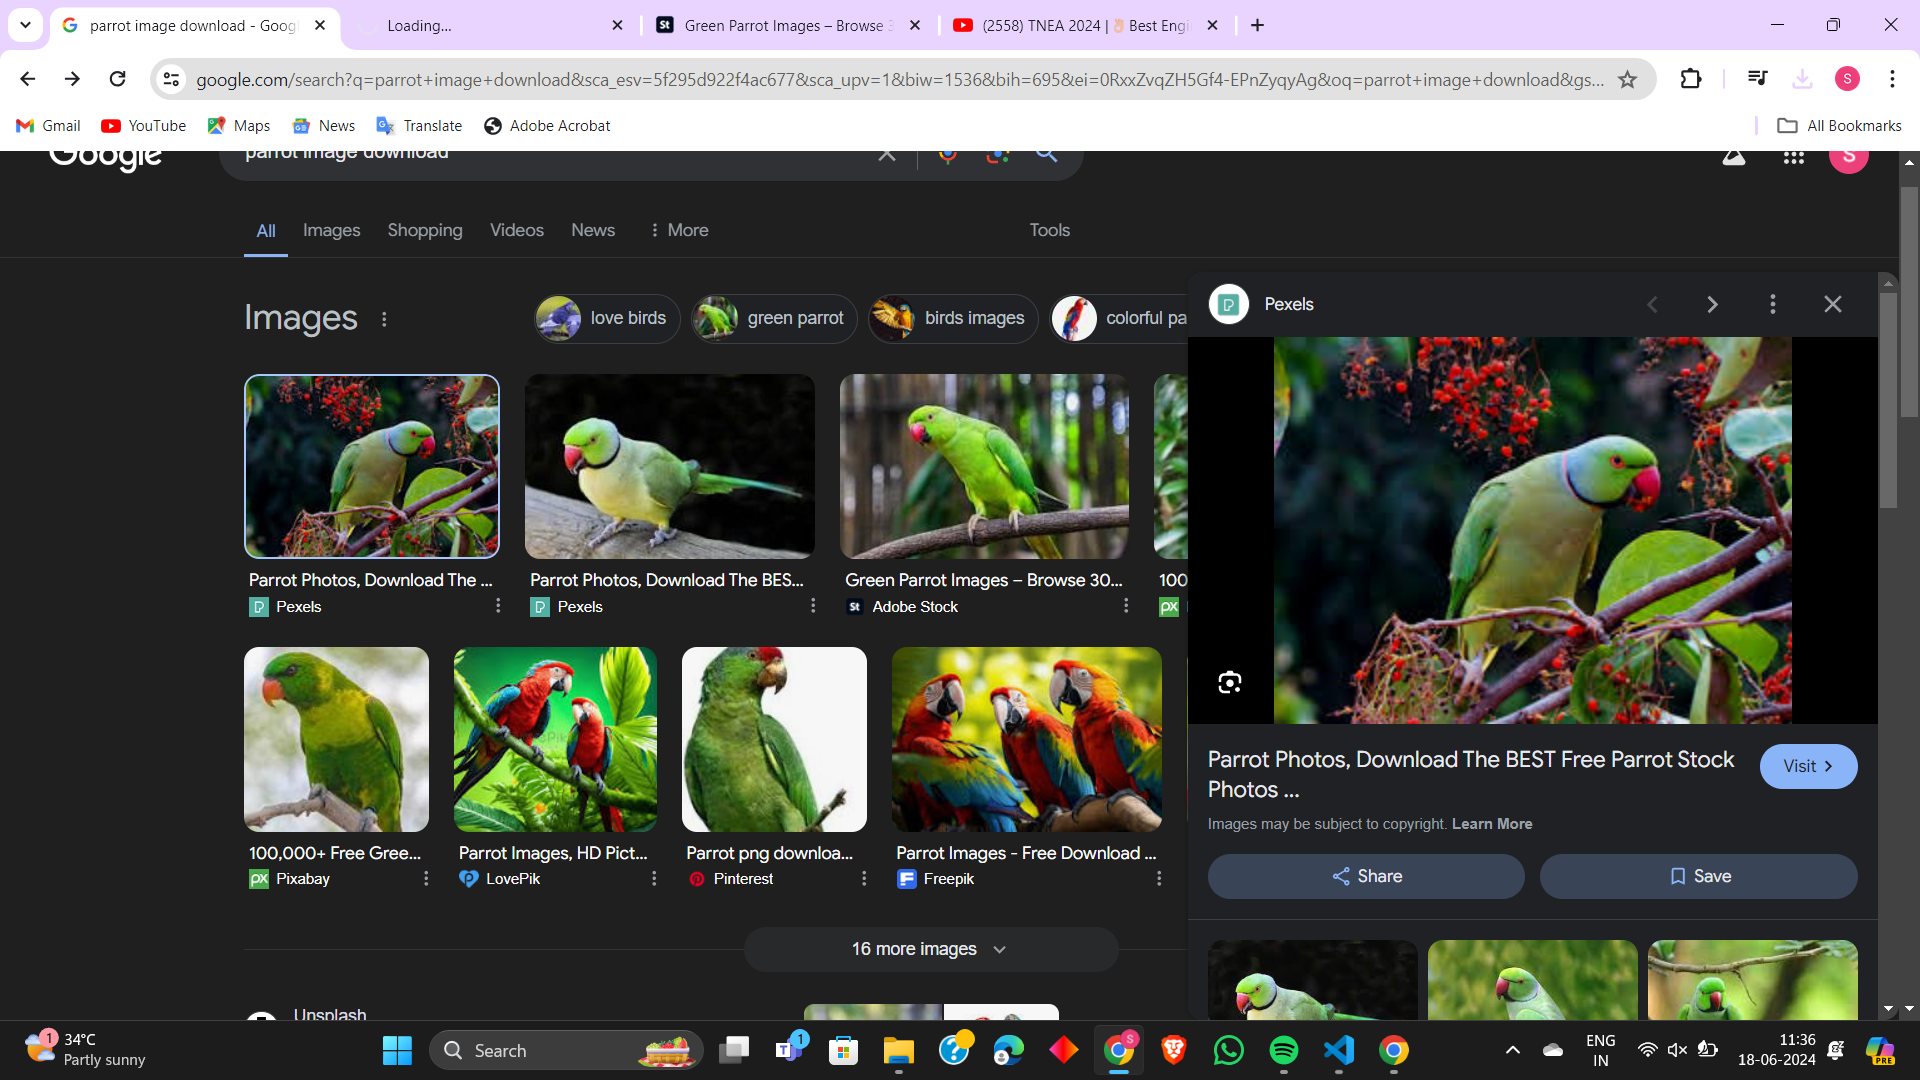 parrot image download - Goog
Loading...
Green Parrot Images – Browse 3
(2558) TNEA 2024 | Best Engi
google.com/search?q=parrot+image+download&sca_esv=5f295d922f4ac677&sca_upv=1&biw=1536&bih=695&ei=0RxxZvqZH5Gf4-EPnZyqyAg&oq=parrot+image+download&gs...
S
Gmail
YouTube
Maps
News
Translate
Adobe Acrobat
All Bookmarks
Google
parrot image download
S
All
Images
Shopping
Videos
News
More
Tools
Images
love birds
green parrot
birds images
colorful pa
Pexels
Parrot Photos, Download The ...
Pexels
Parrot Photos, Download The BES...
Pexels
Green Parrot Images – Browse 30...
St Adobe Stock
100
px
100,000+ Free Gree...
px Pixabay
Parrot Images, HD Pict...
LovePik
Parrot png downloa...
Pinterest
Parrot Images - Free Download ...
Freepik
16 more images
Unsplash
Parrot Photos, Download The BEST Free Parrot Stock
Photos ...
Visit
Images may be subject to copyright. Learn More
Share
Save
1
34°C
Partly sunny
Search
1
S
ENG
IN
11:36
18-06-2024
PRE